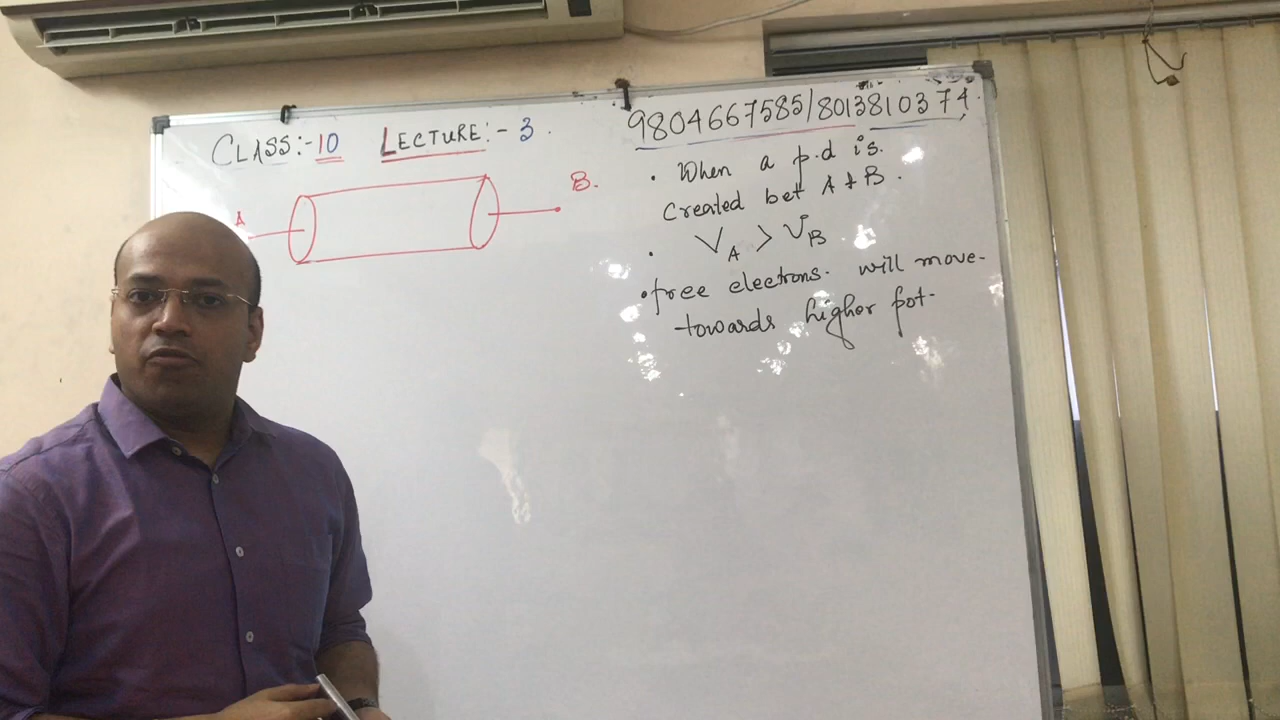 CLASS:-10 LECTURE:- 3.
9804667585/8013810374.
A
B.
. When a p.d is.
Created bet A & B.
. VA > VB
. free electrons. will move-
towards higher pot-